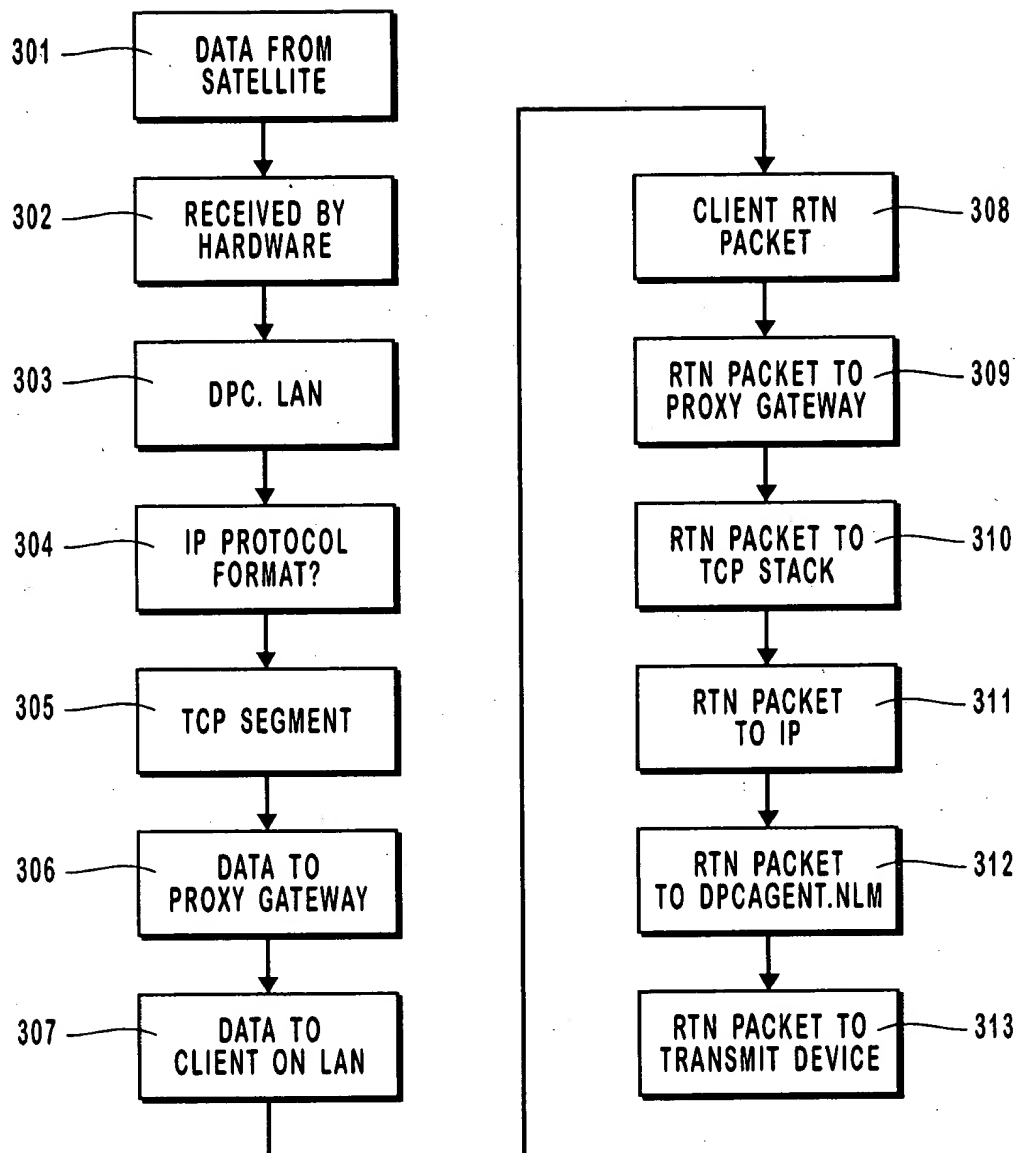 301
DATA FROM
SATELLITE
302
RECEIVED BY
HARDWARE
303
DPC. LAN
304
IP PROTOCOL
FORMAT?
305
TCP SEGMENT
306
DATA TO
PROXY GATEWAY
307
DATA TO
CLIENT ON LAN
CLIENT RTN
PACKET
308
RTN PACKET TO
PROXY GATEWAY
309
RTN PACKET TO
TCP STACK
310
RTN PACKET
TO IP
311
RTN PACKET
TO DPCAGENT.NLM
312
RTN PACKET TO
TRANSMIT DEVICE
313